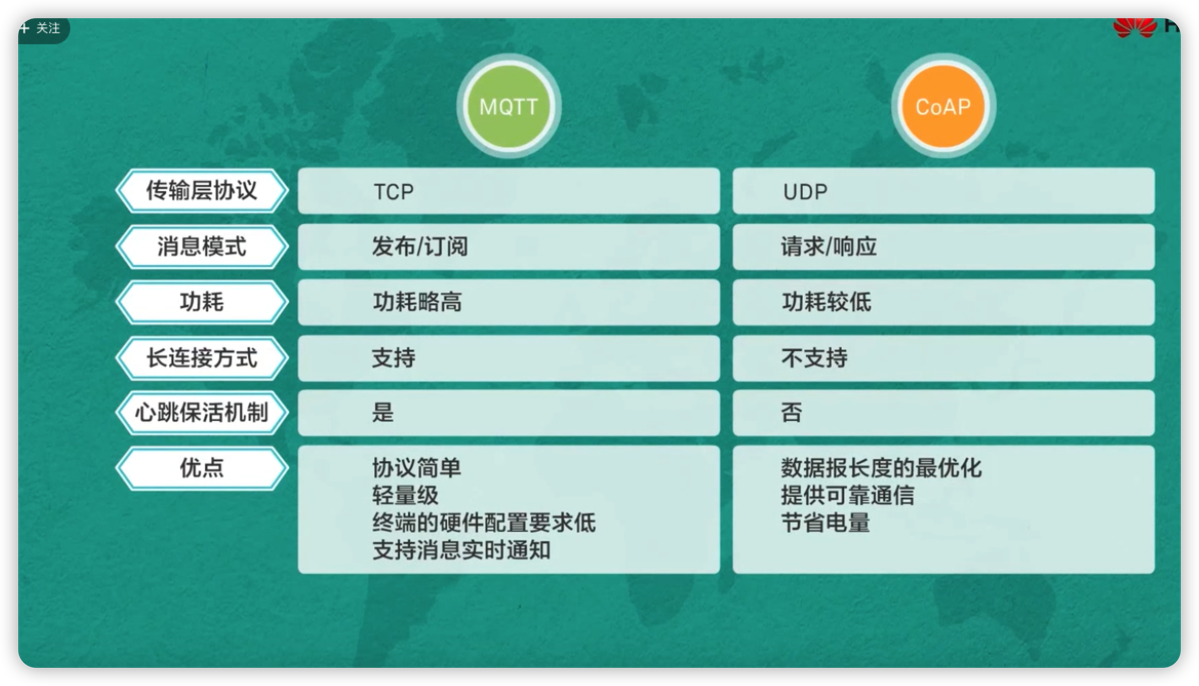 + 关注
H
MQTT
CoAP
传输层协议
TCP
UDP
消息模式
发布/订阅
请求/响应
功耗
功耗略高
功耗较低
长连接方式
支持
不支持
心跳保活机制
是
否
优点
协议简单
轻量级
终端的硬件配置要求低
支持消息实时通知
数据报长度的最优化
提供可靠通信
节省电量